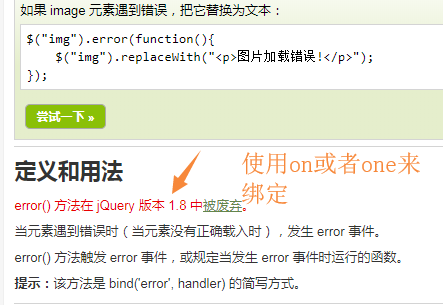 如果 image 元素遇到错误，把它替换为文本：
$("img").error(function(){
    $("img").replaceWith("<p>图片加载错误!</p>");
});
尝试一下 »
定义和用法
使用on或者one来
绑定
error() 方法在 jQuery 版本 1.8 中被废弃。
当元素遇到错误时（当元素没有正确载入时），发生 error 事件。
error() 方法触发 error 事件，或规定当发生 error 事件时运行的函数。
提示：该方法是 bind('error', handler) 的简写方式。